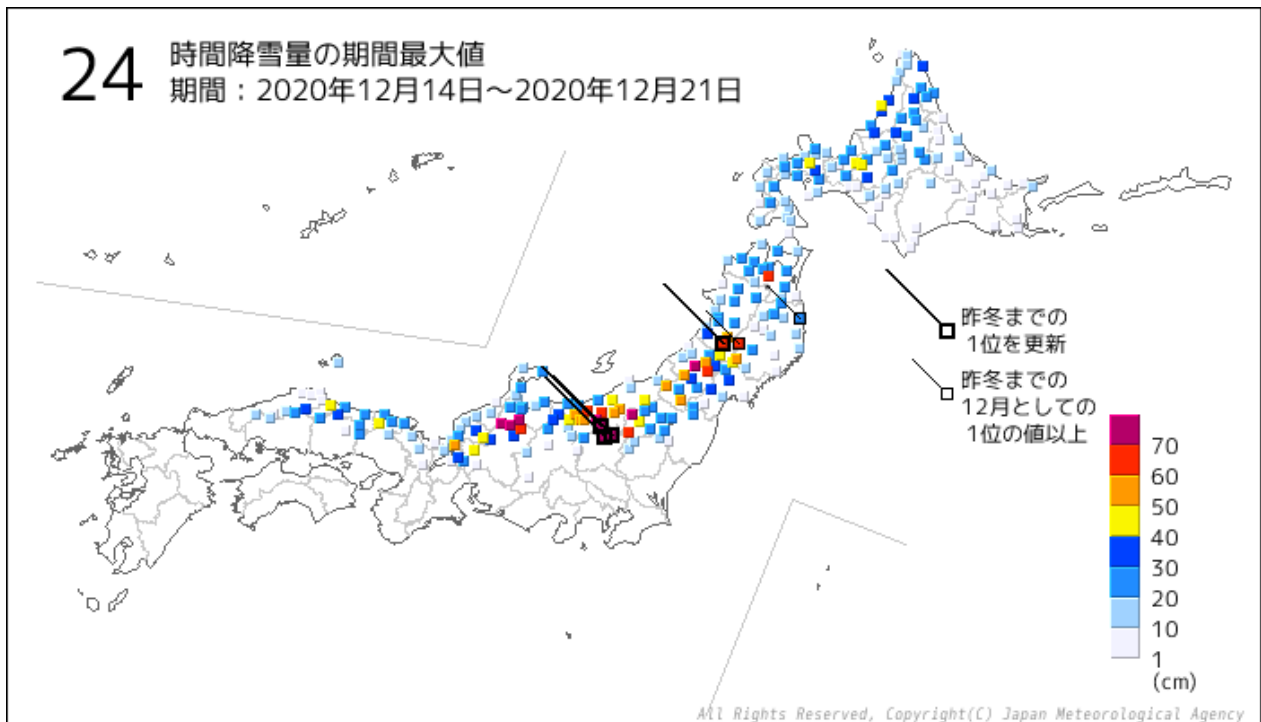 24 時間降雪量の期間最大値
期間：2020年12月14日～2020年12月21日
昨冬までの
1位を更新
昨冬までの
12月としての
1位の値以上
70
60
50
40
30
20
10
1
(cm)
All Rights Reserved, Copyright(C) Japan Meteorological Agency